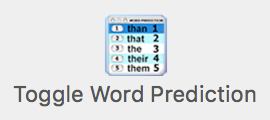 WORD PREDICTION
1 than 1
2 that 2
3 the 3
4 their 4
5 them 5
Toggle Word Prediction